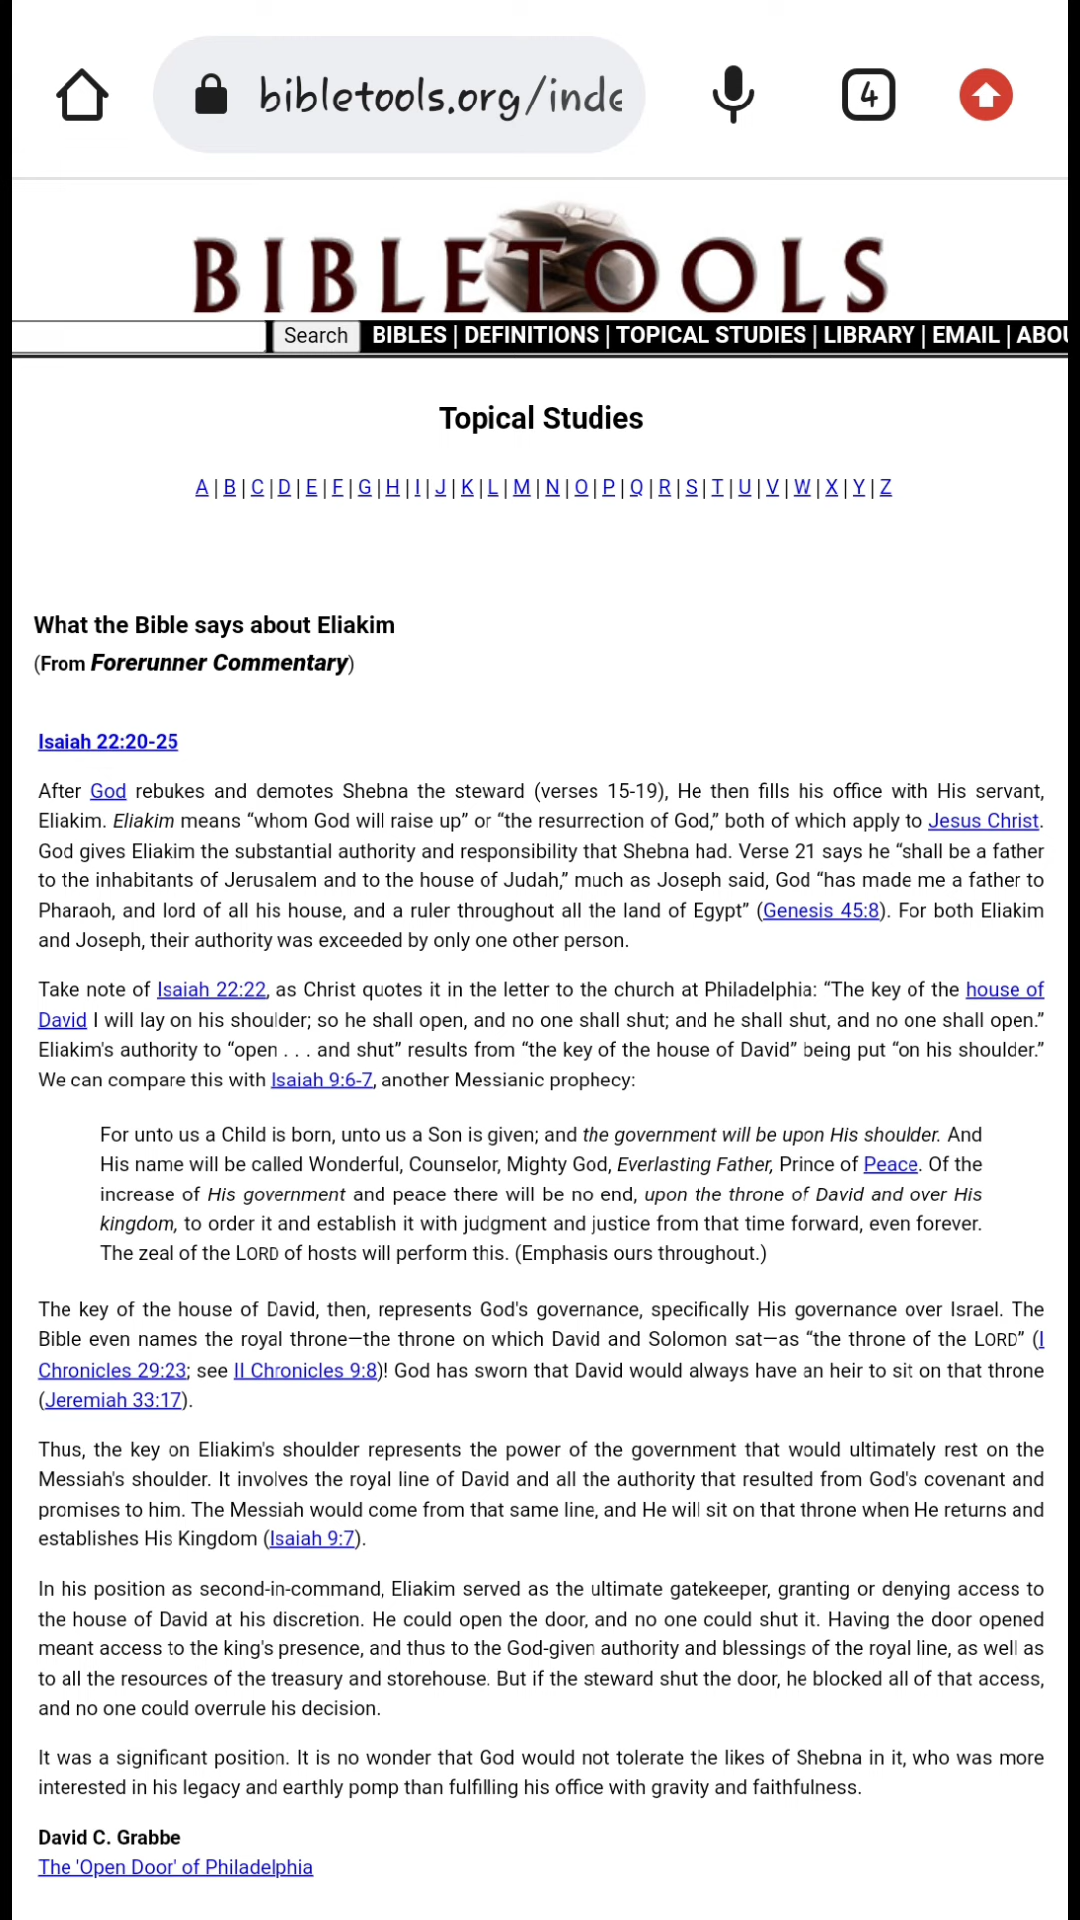 bibletools.org/inde
4
BIBLETOOLS
Search BIBLES | DEFINITIONS | TOPICAL STUDIES | LIBRARY | EMAIL | ABOU
Topical Studies
A | B | C | D | E | F | G | H | I | J | K | L | M | N | O | P | Q | R | S | T | U | V | W | X | Y | Z
What the Bible says about Eliakim
(From Forerunner Commentary)
Isaiah 22:20-25
After God rebukes and demotes Shebna the steward (verses 15-19), He then fills his office with His servant,
Eliakim. Eliakim means “whom God will raise up” or “the resurrection of God,” both of which apply to Jesus Christ.
God gives Eliakim the substantial authority and responsibility that Shebna had. Verse 21 says he “shall be a father
to the inhabitants of Jerusalem and to the house of Judah,” much as Joseph said, God “has made me a father to
Pharaoh, and lord of all his house, and a ruler throughout all the land of Egypt” (Genesis 45:8). For both Eliakim
and Joseph, their authority was exceeded by only one other person.
Take note of Isaiah 22:22, as Christ quotes it in the letter to the church at Philadelphia: “The key of the house of
David I will lay on his shoulder; so he shall open, and no one shall shut; and he shall shut, and no one shall open.”
Eliakim's authority to “open . . . and shut” results from “the key of the house of David” being put “on his shoulder.”
We can compare this with Isaiah 9:6-7, another Messianic prophecy:
For unto us a Child is born, unto us a Son is given; and the government will be upon His shoulder. And
His name will be called Wonderful, Counselor, Mighty God, Everlasting Father, Prince of Peace. Of the
increase of His government and peace there will be no end, upon the throne of David and over His
kingdom, to order it and establish it with judgment and justice from that time forward, even forever.
The zeal of the LORD of hosts will perform this. (Emphasis ours throughout.)
The key of the house of David, then, represents God's governance, specifically His governance over Israel. The
Bible even names the royal throne—the throne on which David and Solomon sat—as “the throne of the LORD” (I
Chronicles 29:23; see II Chronicles 9:8)! God has sworn that David would always have an heir to sit on that throne
(Jeremiah 33:17).
Thus, the key on Eliakim's shoulder represents the power of the government that would ultimately rest on the
Messiah's shoulder. It involves the royal line of David and all the authority that resulted from God's covenant and
promises to him. The Messiah would come from that same line, and He will sit on that throne when He returns and
establishes His Kingdom (Isaiah 9:7).
In his position as second-in-command, Eliakim served as the ultimate gatekeeper, granting or denying access to
the house of David at his discretion. He could open the door, and no one could shut it. Having the door opened
meant access to the king's presence, and thus to the God-given authority and blessings of the royal line, as well as
to all the resources of the treasury and storehouse. But if the steward shut the door, he blocked all of that access,
and no one could overrule his decision.
It was a significant position. It is no wonder that God would not tolerate the likes of Shebna in it, who was more
interested in his legacy and earthly pomp than fulfilling his office with gravity and faithfulness.
David C. Grabbe
The 'Open Door' of Philadelphia